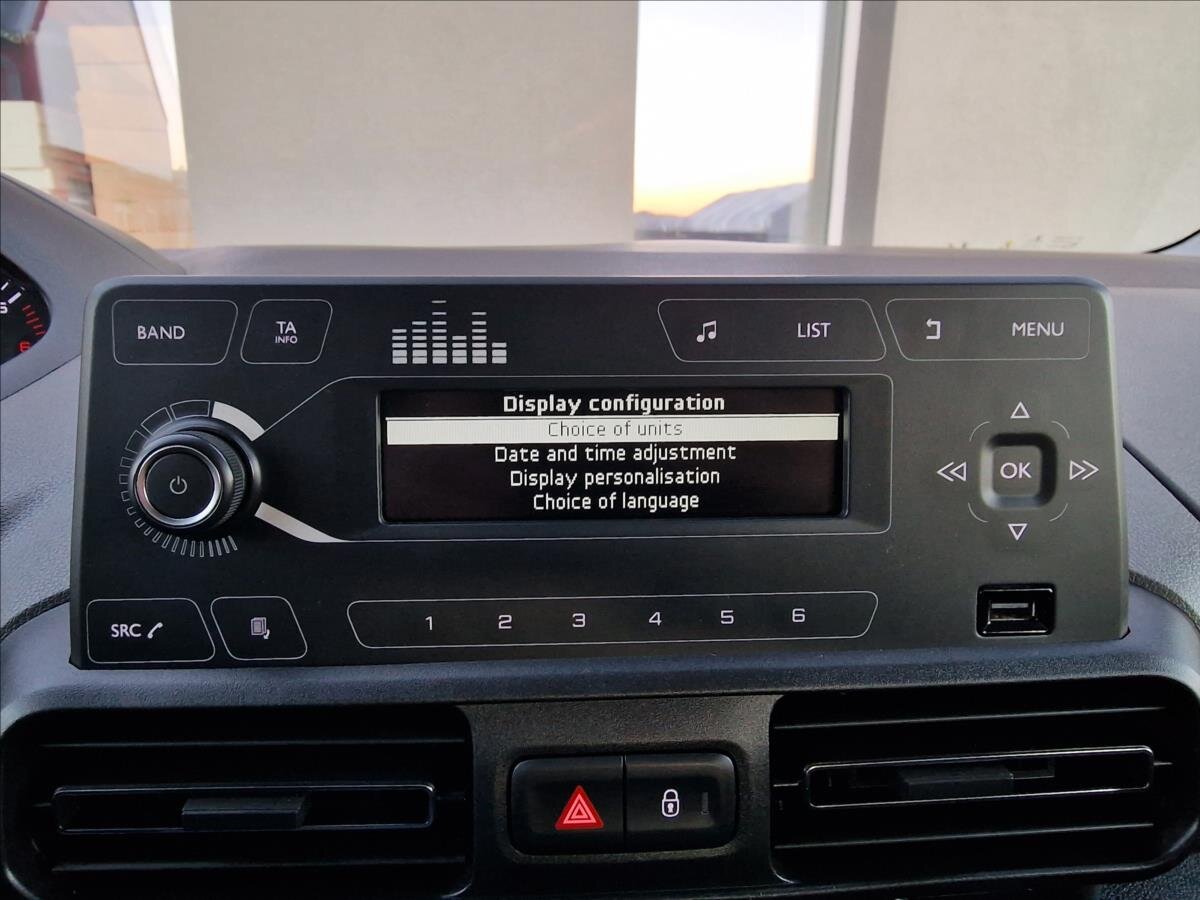 BAND
TA
INFO
LIST
MENU
Display configuration
Choice of units
Date and time adjustment
Display personalisation
Choice of language
OK
SRC
1 2 3 4 5 6
6